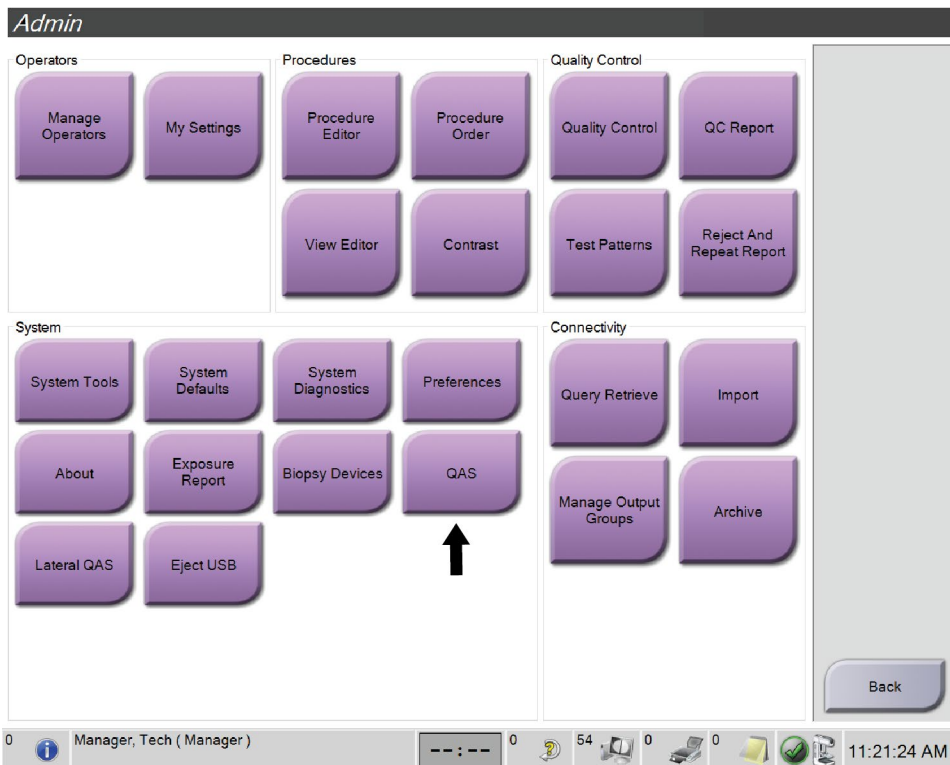 Admin
Operators
Manage
Operators
My Settings
Procedures
Procedure
Editor
Procedure
Order
View Editor
Contrast
Quality Control
Quality Control
QC Report
Test Patterns
Reject And
Repeat Report
System
System Tools
System
Defaults
System
Diagnostics
Preferences
About
Exposure
Report
Biopsy Devices
QAS
Lateral QAS
Eject USB
Connectivity
Query Retrieve
Import
Manage Output
Groups
Archive
Back
0
Manager, Tech ( Manager )
--:--
0
54
0
0
11:21:24 AM